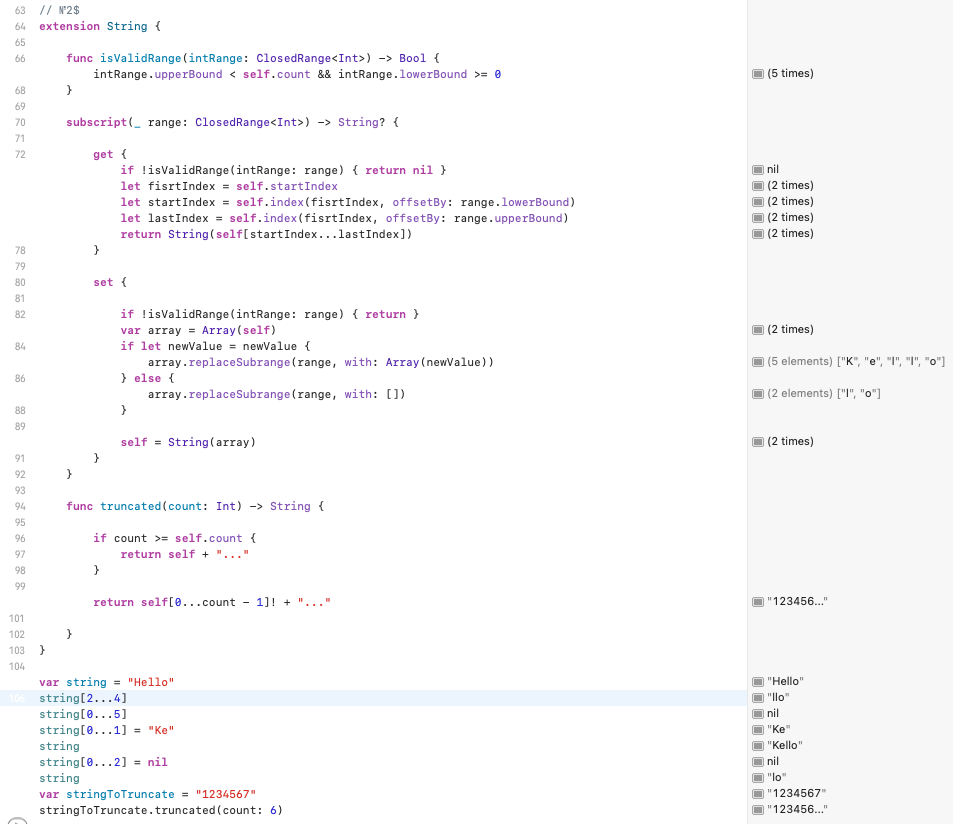 63 // №2$
64 extension String {
65
66 func isValidRange(intRange: ClosedRange<Int>) -> Bool {
intRange.upperBound < self.count && intRange.lowerBound >= 0 (5 times)
68 }
69
70 subscript(_ range: ClosedRange<Int>) -> String? {
71
72 get {
if !isValidRange(intRange: range) { return nil } nil
let fisrtIndex = self.startIndex (2 times)
let startIndex = self.index(fisrtIndex, offsetBy: range.lowerBound) (2 times)
let lastIndex = self.index(fisrtIndex, offsetBy: range.upperBound) (2 times)
return String(self[startIndex...lastIndex]) (2 times)
78 }
79
80 set {
81
82 if !isValidRange(intRange: range) { return }
var array = Array(self) (2 times)
84 if let newValue = newValue {
array.replaceSubrange(range, with: Array(newValue)) (5 elements) ["K", "e", "l", "l", "o"]
86 } else {
array.replaceSubrange(range, with: []) (2 elements) ["l", "o"]
88 }
89
self = String(array) (2 times)
91 }
92 }
93
94 func truncated(count: Int) -> String {
95
96 if count >= self.count {
97 return self + "..."
98 }
99
return self[0...count - 1]! + "..." "123456..."
101
102 }
103 }
104
var string = "Hello" "Hello"
106 string[2...4] "llo"
string[0...5] nil
string[0...1] = "Ke" "Ke"
string "Kello"
string[0...2] = nil nil
string "lo"
var stringToTruncate = "1234567" "1234567"
stringToTruncate.truncated(count: 6) "123456..."